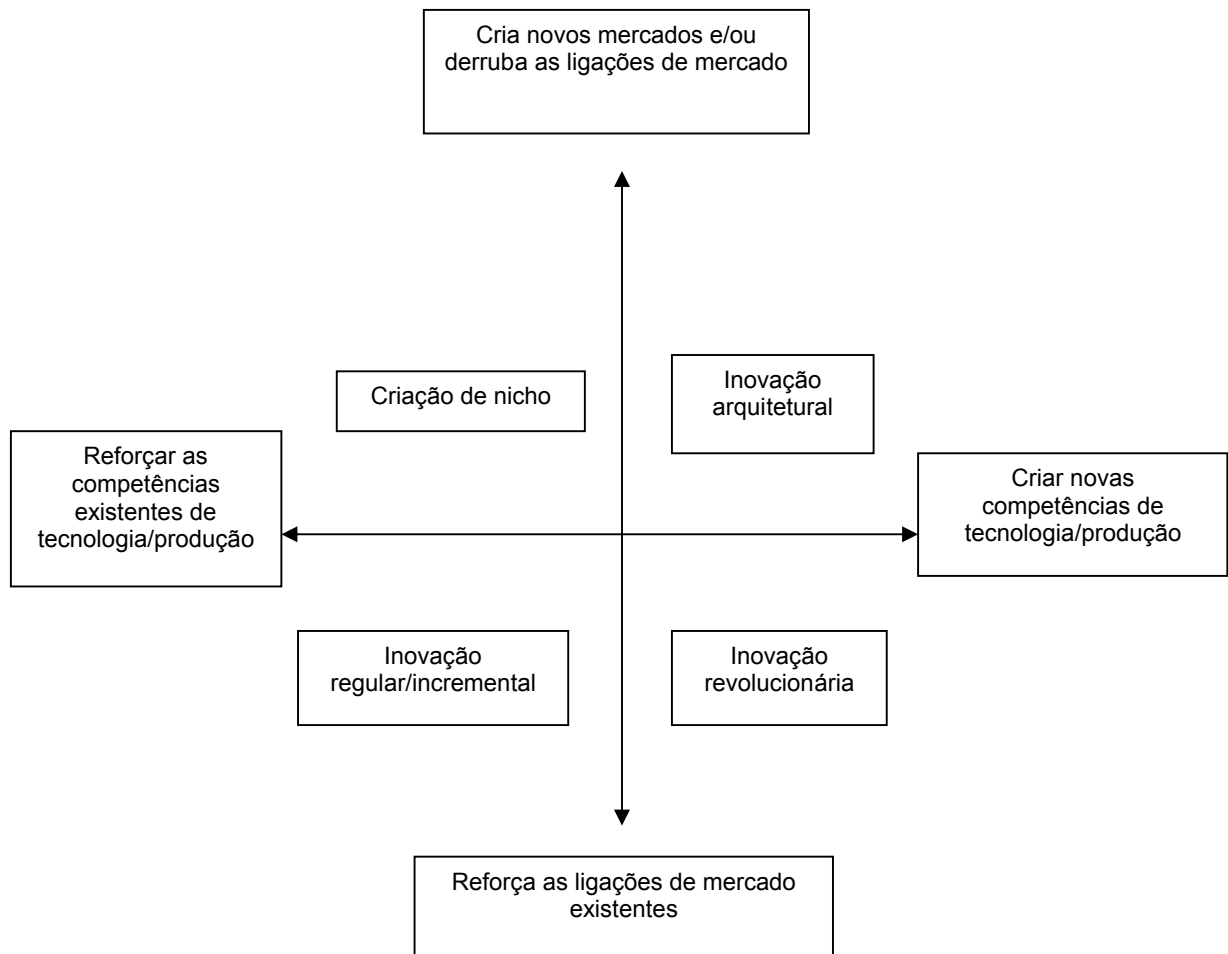 Cria novos mercados e/ou
derruba as ligações de mercado
Criação de nicho
Inovação
arquitetural
Reforçar as
competências
existentes de
tecnologia/produção
Criar novas
competências de
tecnologia/produção
Inovação
regular/incremental
Inovação
revolucionária
Reforça as ligações de mercado
existentes